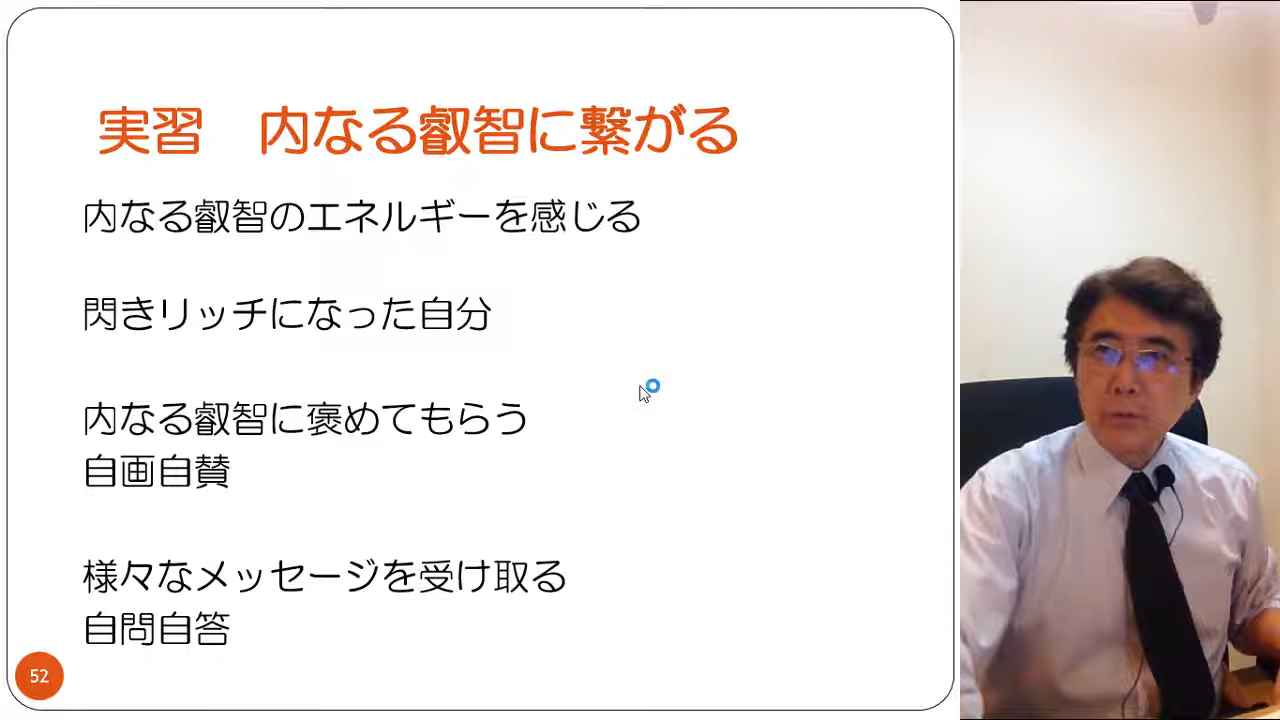 実習　内なる叡智に繋がる
内なる叡智のエネルギーを感じる
閃きリッチになった自分
内なる叡智に褒めてもらう
自画自賛
様々なメッセージを受け取る
自問自答
52